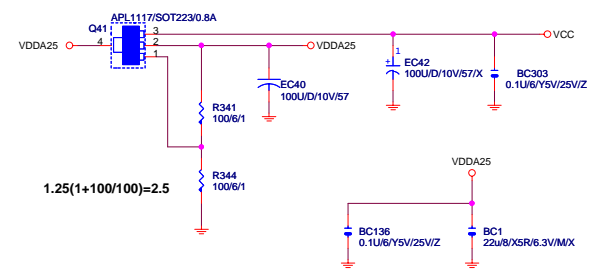 APL1117/SOT223/0.8A
Q41
VDDA25
4
3
2
1
VDDA25
VCC
EC40
100U/D/10V/57
1
+
EC42
100U/D/10V/57/X
BC303
0.1U/6/Y5V/25V/Z
R341
100/6/1
R344
100/6/1
1.25(1+100/100)=2.5
VDDA25
BC136
0.1U/6/Y5V/25V/Z
BC1
22u/8/X5R/6.3V/M/X